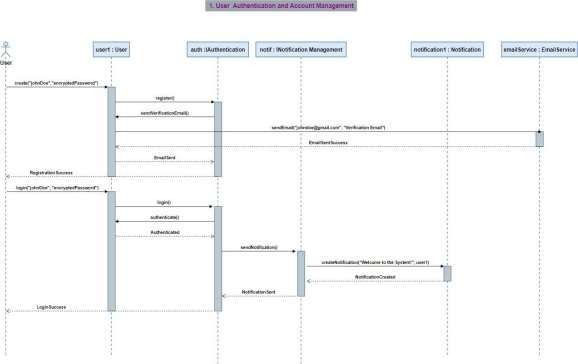 1. User Authentication and Account Management
user1 : User
auth :IAuthentication
notif : INotification Management
notification1 : Notification
emailService : EmailService
User
create("johnDoe","encryptedPassword")
register()
sendVerificationEmail()
sendEmail("johndoe@gmail.com", "Verification Email")
EmailSentSuccess
EmailSent
RegistrationSuccess
login("johnDoe", "encryptedPassword")
login()
authenticate()
Authenticated
sendNotification()
createNotification("Welcome to the System!", user1)
NotificationCreated
NotificationSent
LoginSuccess